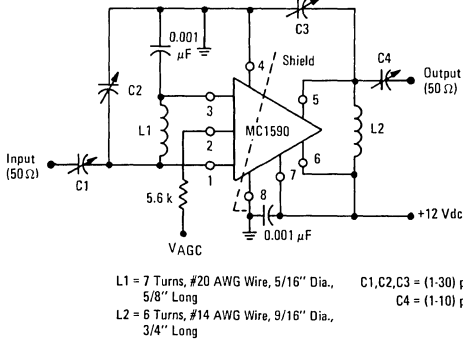 C3
0.001
μF
4
Shield
C4
Output
(50 Ω)
C2
3
5
L1
MC1590
L2
2
6
Input
(50 Ω)
C1
1
7
5.6 k
8
0.001 μF
+12 Vdc
VAGC
L1 = 7 Turns, #20 AWG Wire, 5/16" Dia.,
5/8" Long
L2 = 6 Turns, #14 AWG Wire, 9/16" Dia.,
3/4" Long
C1,C2,C3 = (1-30) p
C4 = (1-10) p